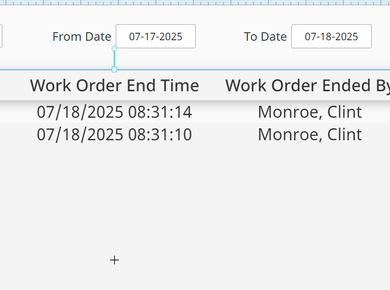 From Date 07-17-2025 To Date 07-18-2025
Work Order End Time Work Order Ended By
07/18/2025 08:31:14 Monroe, Clint
07/18/2025 08:31:10 Monroe, Clint